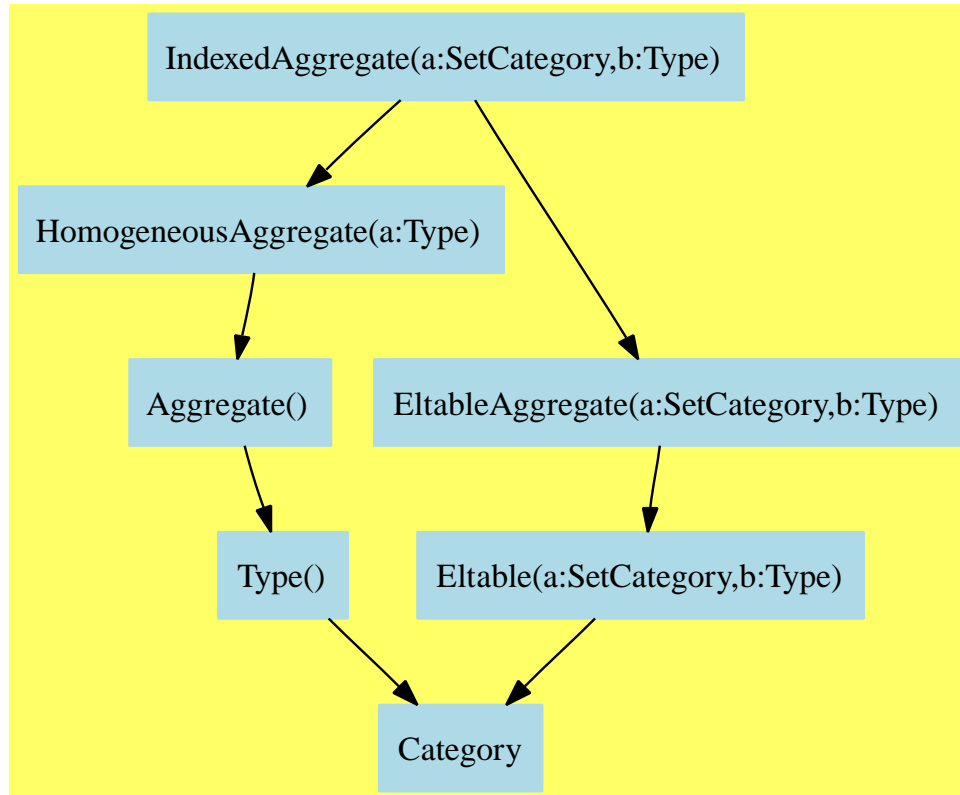 IndexedAggregate(a:SetCategory,b:Type)
HomogeneousAggregate(a:Type)
Aggregate()
EltableAggregate(a:SetCategory,b:Type)
Type()
Eltable(a:SetCategory,b:Type)
Category